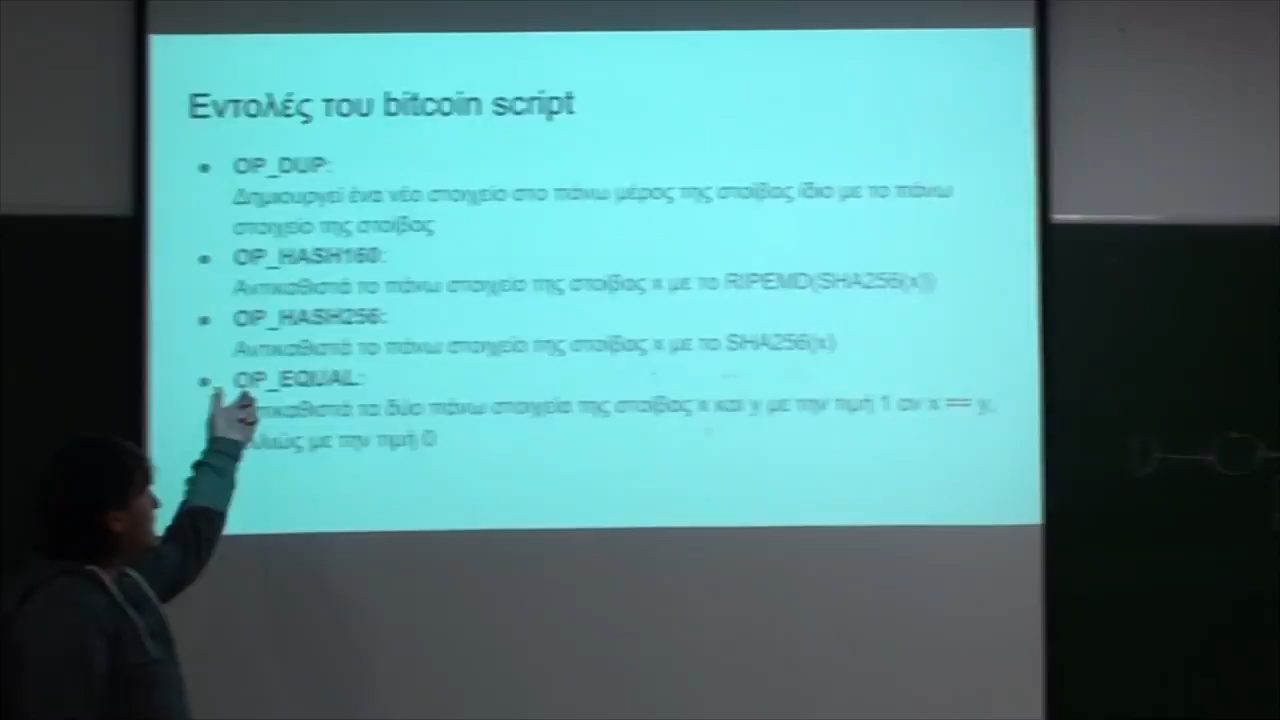 Εντολές του bitcoin script
OP_DUP:
Δημιουργεί ένα νέο στοιχείο στο πάνω μέρος της στοίβας ίδιο με το πάνω
στοιχείο της στοίβας
OP_HASH160:
Αντικαθιστά το πάνω στοιχείο της στοίβας x με το RIPEMD(SHA256(x))
OP_HASH256:
Αντικαθιστά το πάνω στοιχείο της στοίβας x με το SHA256(x)
OP_EQUAL:
τα δύο πάνω στοιχεία της στοίβας x και y με την τιμή 1 αν x == y,
με την τιμή 0